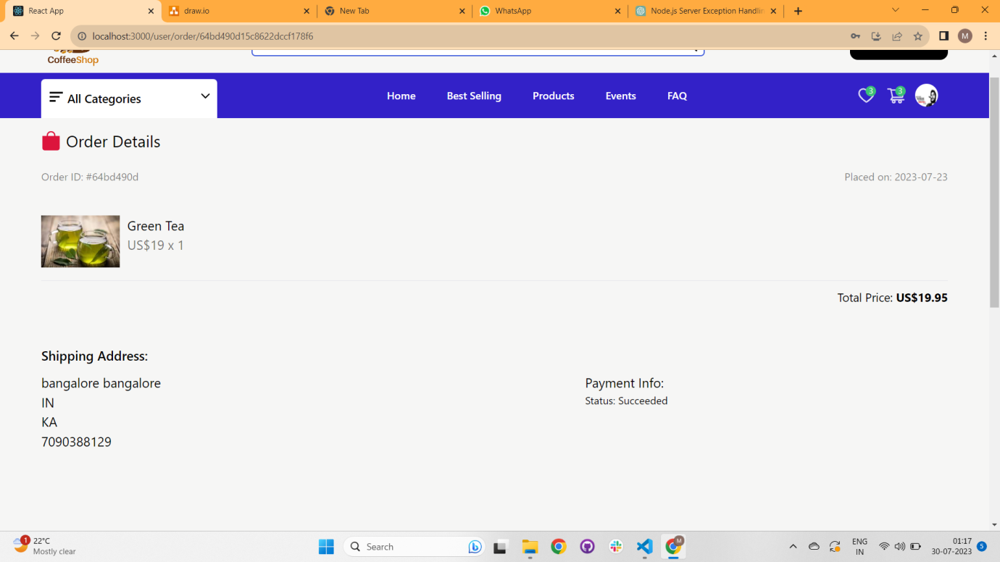 React App
draw.io
New Tab
WhatsApp
Node.js Server Exception Handlin
localhost:3000/user/order/64bd490d15c8622dccf178f6
M
CoffeeShop
All Categories
Home
Best Selling
Products
Events
FAQ
3
3
Order Details
Order ID: #64bd490d
Placed on: 2023-07-23
Green Tea
US$19 x 1
Total Price: US$19.95
Shipping Address:
bangalore bangalore
IN
KA
7090388129
Payment Info:
Status: Succeeded
1
22°C
Mostly clear
Search
M
ENG
IN
01:17
30-07-2023
5